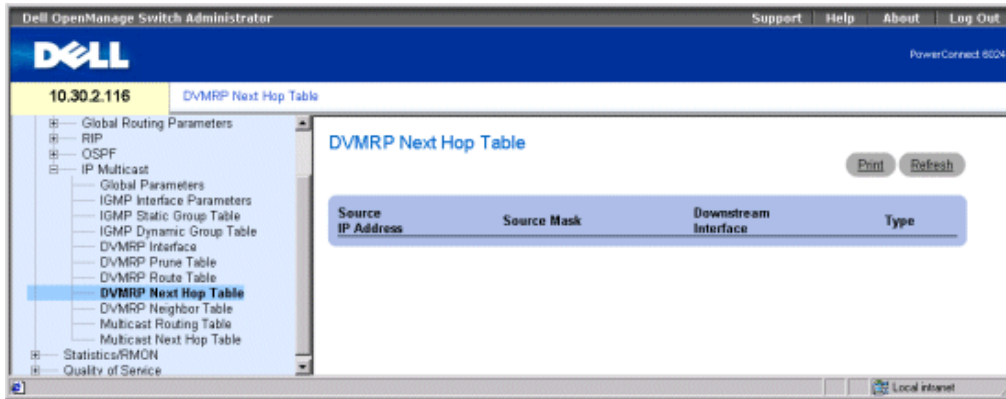 Dell OpenManage Switch Administrator
Support Help About Log Out
DELL
PowerConnect 6024
10.30.2.116
DVMRP Next Hop Table
Global Routing Parameters
RIP
OSPF
IP Multicast
Global Parameters
IGMP Interface Parameters
IGMP Static Group Table
IGMP Dynamic Group Table
DVMRP Interface
DVMRP Prune Table
DVMRP Route Table
DVMRP Next Hop Table
DVMRP Neighbor Table
Multicast Routing Table
Multicast Next Hop Table
Statistics/RMON
Quality of Service
DVMRP Next Hop Table
Print Refresh
Source
IP Address
Source Mask
Downstream
Interface
Type
Local intranet